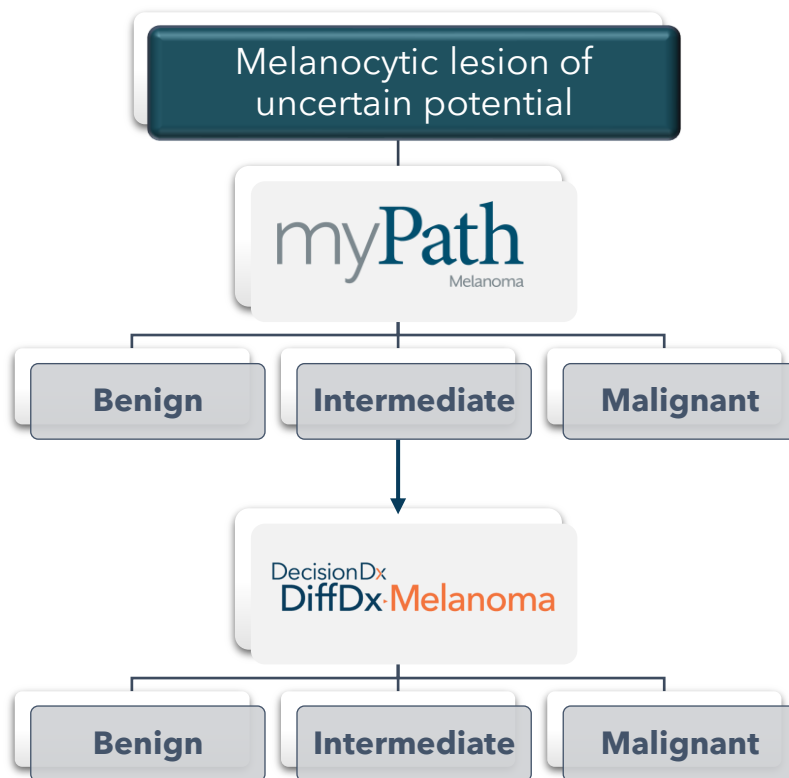 Melanocytic lesion of
uncertain potential
myPath
Melanoma
Benign
Intermediate
Malignant
DecisionDx
DiffDx·Melanoma
Benign
Intermediate
Malignant